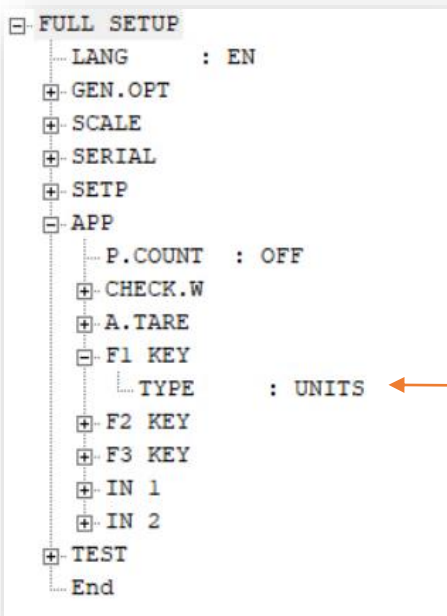 FULL SETUP
LANG : EN
GEN.OPT
SCALE
SERIAL
SETP
APP
P.COUNT : OFF
CHECK.W
A.TARE
F1 KEY
TYPE : UNITS
F2 KEY
F3 KEY
IN 1
IN 2
TEST
End